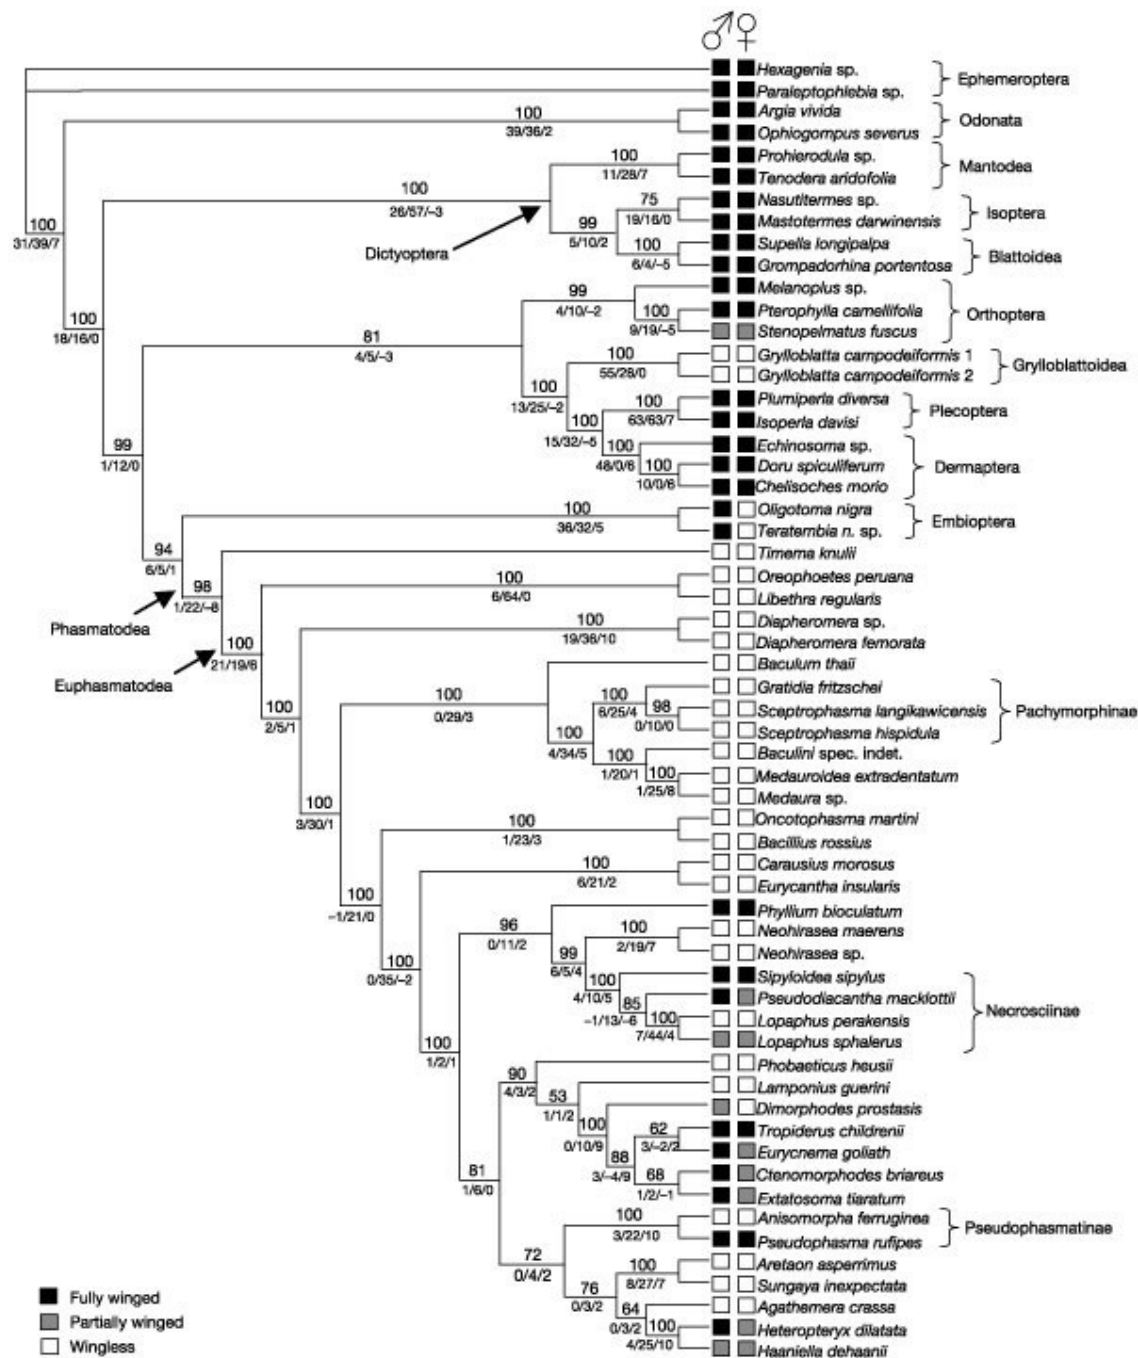 ♂ ♀
Hexagenia sp.
Ephemeroptera
Paraleptophlebia sp.
100
Argia vivida
39/36/2
Odonata
Ophiogompus severus
100
Prohierodula sp.
11/28/7
Mantodea
Tenodera aridofolia
100
26/57/–3
75
Nasutitermes sp.
19/16/0
Isoptera
99
Mastotermes darwinensis
5/10/2
100
31/39/7
Dictyoptera
100
Supella longipalpa
6/4/–5
Blattoidea
Grompadorhina portentosa
99
Melanoplus sp.
4/10/–2
100
Pterophylla camellifolia
Orthoptera
9/19/–5
Stenopelmatus fuscus
100
18/16/0
81
4/5/–3
100
Grylloblatta campodeiformis 1
55/28/0
Grylloblattoidea
Grylloblatta campodeiformis 2
100
13/25/–2
100
Plumiperla diversa
63/63/7
Plecoptera
Isoperla davisi
100
15/32/–5
100
Echinosoma sp.
48/0/6
100
Doru spiculiferum
Dermaptera
10/0/6
Chelisoches morio
99
1/12/0
100
Oligotoma nigra
36/32/5
Embioptera
Teratembia n. sp.
94
6/5/1
Timema knulii
98
1/22/–8
Phasmatodea
100
Oreophoetes peruana
6/64/0
Libethra regularis
100
21/19/6
Euphasmatodea
100
Diapheromera sp.
19/36/10
Diapheromera femorata
100
2/5/1
100
0/29/3
Baculum thaii
100
Gratidia fritzschei
6/25/4
98
Sceptrophasma langikawicensis
0/10/0
Pachymorphinae
Sceptrophasma hispidula
100
4/34/5
100
Baculini spec. indet.
1/20/1
100
Medauroidea extradentatum
1/25/8
Medaura sp.
100
3/30/1
100
Oncotophasma martini
1/23/3
Bacillius rossius
100
Carausius morosus
6/21/2
Eurycantha insularis
100
–1/21/0
96
Phyllium bioculatum
0/11/2
100
Neohirasea maerens
2/19/7
Neohirasea sp.
99
6/5/4
100
0/35/–2
100
Sipyloidea sipylus
4/10/5
85
Pseudodiacantha macklottii
–1/13/–6
Necrosciinae
100
Lopaphus perakensis
7/44/4
Lopaphus sphalerus
100
1/2/1
90
Phobaeticus heusii
4/3/2
53
Lamponius guerini
1/1/2
100
Dimorphodes prostasis
0/10/9
62
Tropiderus childrenii
3/–2/2
Eurycnema goliath
88
3/–4/9
68
Ctenomorphodes briareus
1/2/–1
Extatosoma tiaratum
81
1/6/0
100
Anisomorpha ferruginea
3/22/10
Pseudophasmatinae
Pseudophasma rufipes
72
0/4/2
100
Aretaon asperrimus
8/27/7
Sungaya inexpectata
76
0/3/2
64
Agathemera crassa
0/3/2
100
Heteropteryx dilatata
4/25/10
Haaniella dehaanii
Fully winged
Partially winged
Wingless